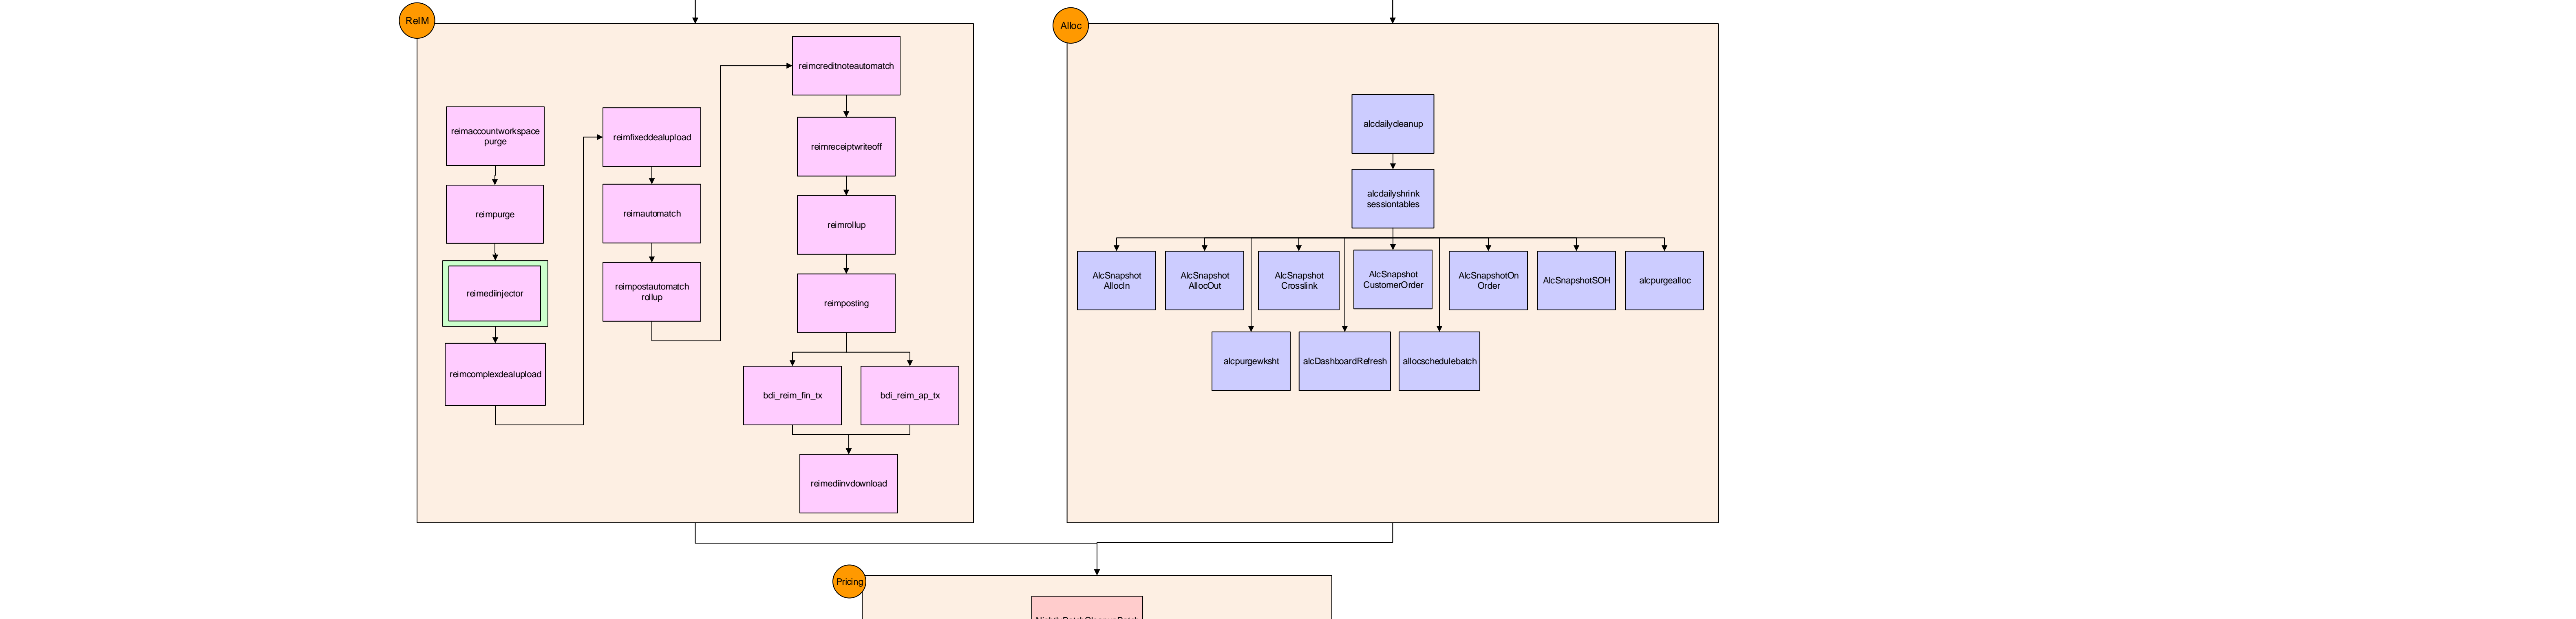 ReIM
reimaccountworkspace
purge
reimpurge
reimediinjector
reimcomplexdealupload
reimfixeddealupload
reimautomatch
reimpostautomatch
rollup
reimcreditnoteautomatch
reimreceiptwriteoff
reimrollup
reimposting
bdi_reim_fin_tx
bdi_reim_ap_tx
reimediinvdownload
Alloc
alcdailycleanup
alcdailyshrink
sessiontables
AlcSnapshot
AllocIn
AlcSnapshot
AllocOut
AlcSnapshot
Crosslink
AlcSnapshot
CustomerOrder
AlcSnapshotOn
Order
AlcSnapshotSOH
alcpurgealloc
alcpurgewksht
alcDashboardRefresh
allocschedulebatch
Pricing